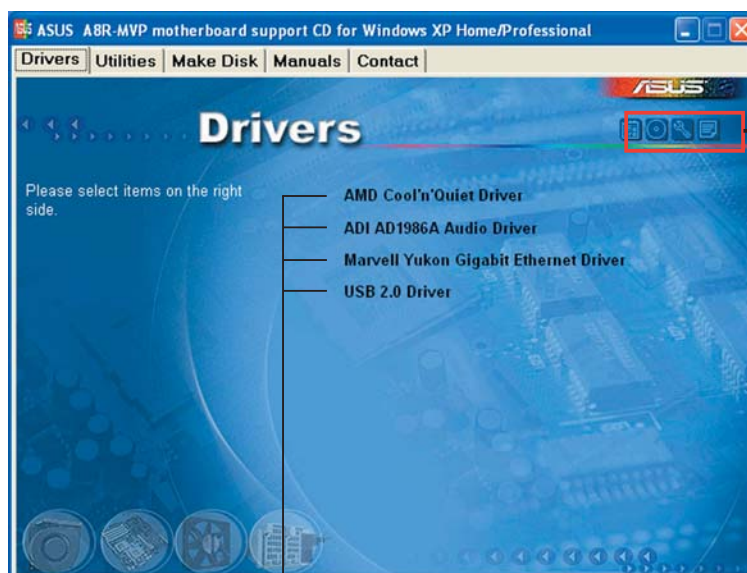 ASUS A8R-MVP motherboard support CD for Windows XP Home/Professional
Drivers Utilities Make Disk Manuals Contact
ASUS
Drivers
Please select items on the right
side.
AMD Cool'n'Quiet Driver
ADI AD1986A Audio Driver
Marvell Yukon Gigabit Ethernet Driver
USB 2.0 Driver